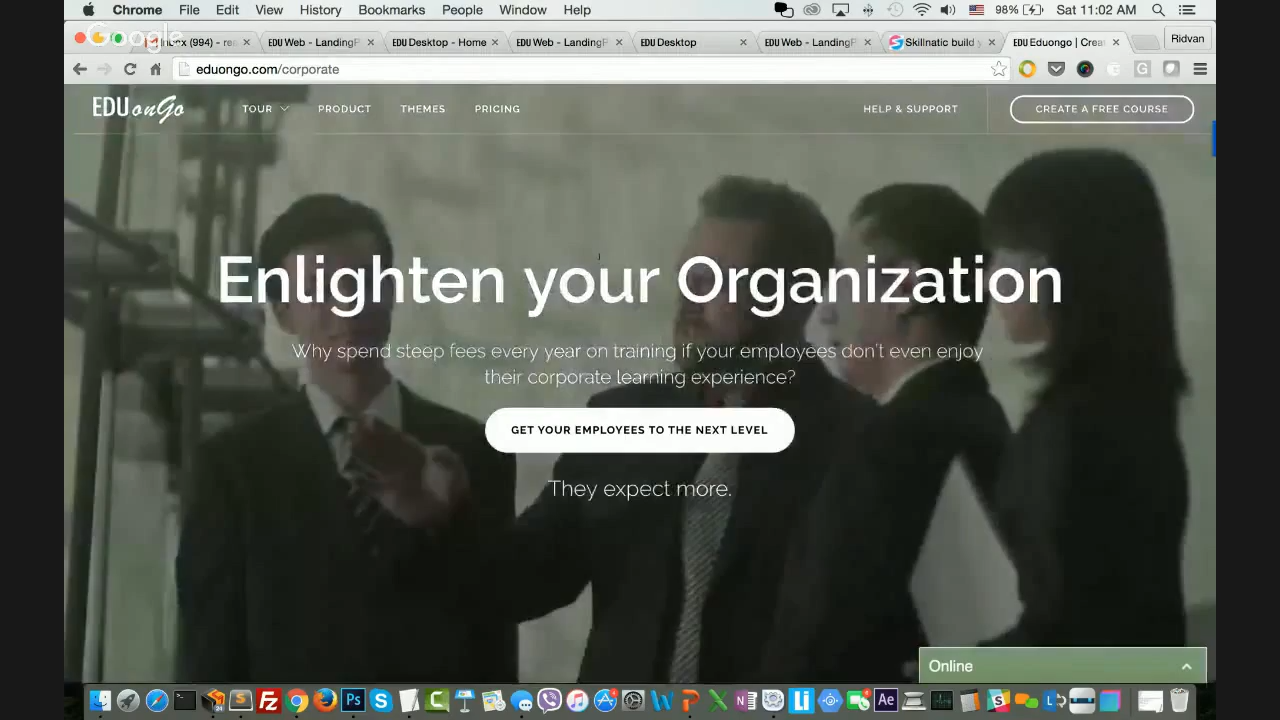 Chrome File Edit View History Bookmarks People Window Help 98% Sat 11:02 AM
Google
EDU Web - LandingP EDU Desktop - Home EDU Web - LandingP EDU Desktop EDU Web - LandingP Skillnatic build EDU Eduongo | Crea Ridvan
eduongo.com/corporate
EDUonGo TOUR PRODUCT THEMES PRICING HELP & SUPPORT CREATE A FREE COURSE
Enlighten your Organization
Why spend steep fees every year on training if your employees don't even enjoy
their corporate learning experience?
GET YOUR EMPLOYEES TO THE NEXT LEVEL
They expect more.
Online